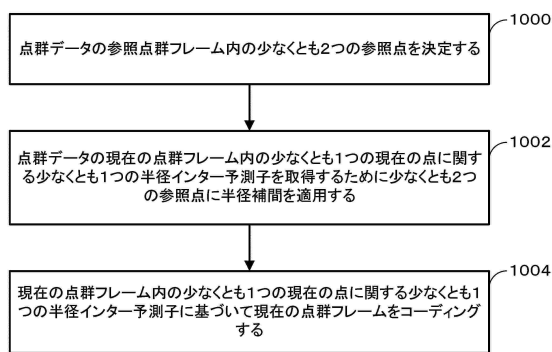 1000
点群データの参照点群フレーム内の少なくとも2つの参照点を決定する
1002
点群データの現在の点群フレーム内の少なくとも1つの現在の点に関す
る少なくとも1つの半径インター予測子を取得するために少なくとも2つ
の参照点に半径補間を適用する
1004
現在の点群フレーム内の少なくとも1つの現在の点に関する少なくとも1
つの半径インター予測子に基づいて現在の点群フレームをコーディング
する